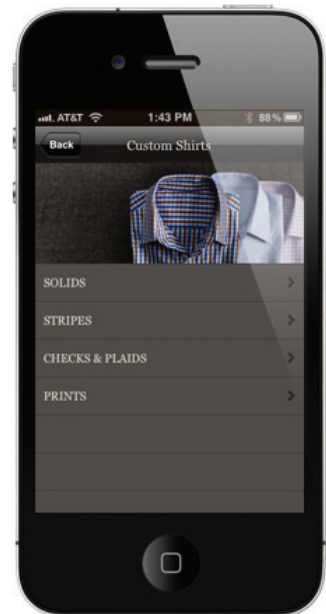 AT&T 1:43 PM 88%
Back Custom Shirts
SOLIDS
STRIPES
CHECKS & PLAIDS
PRINTS